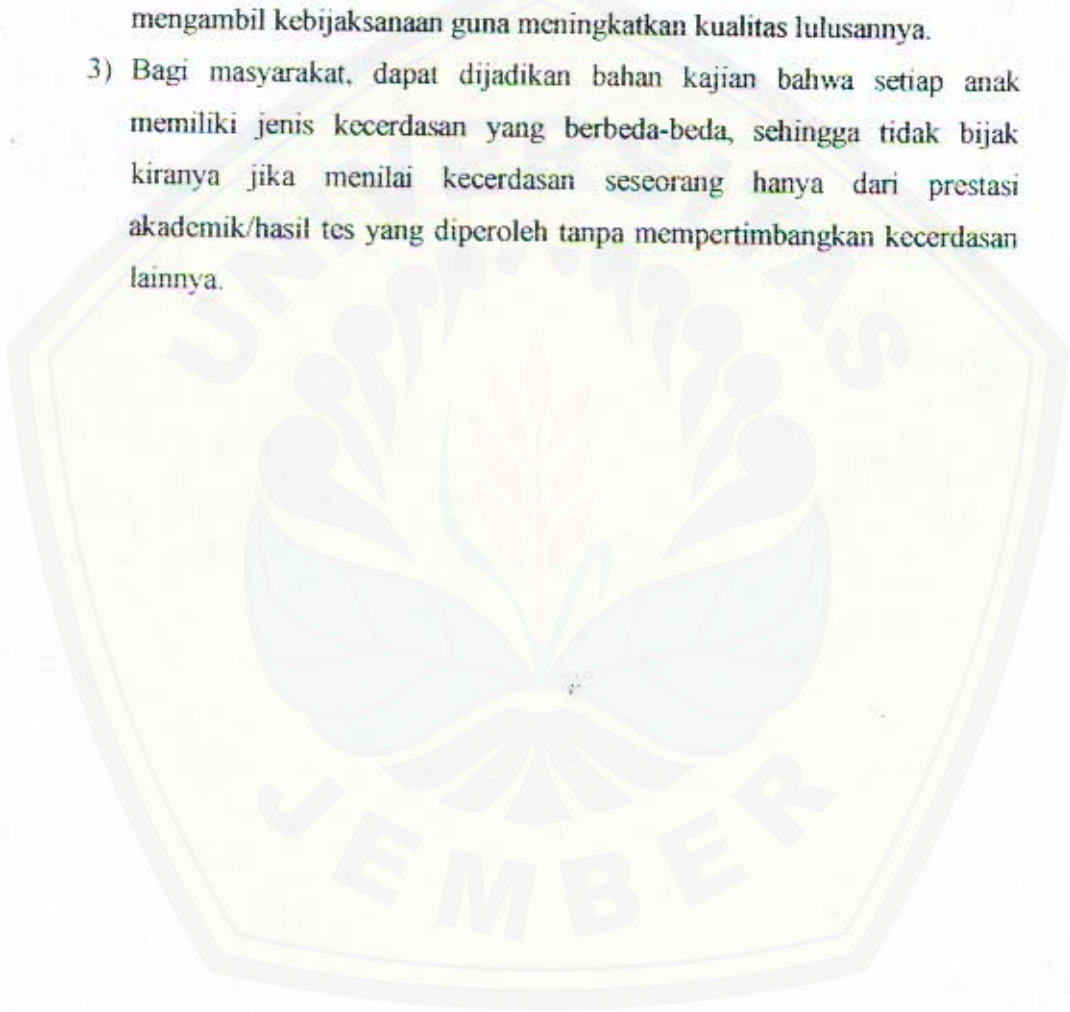 mengambil kebijaksanaan guna meningkatkan kualitas lulusannya.
3) Bagi masyarakat, dapat dijadikan bahan kajian bahwa setiap anak
memiliki jenis kecerdasan yang berbeda-beda, sehingga tidak bijak
kiranya jika menilai kecerdasan seseorang hanya dari prestasi
akademik/hasil tes yang diperoleh tanpa mempertimbangkan kecerdasan
lainnya.
UNIVERSITAS
JEMBER